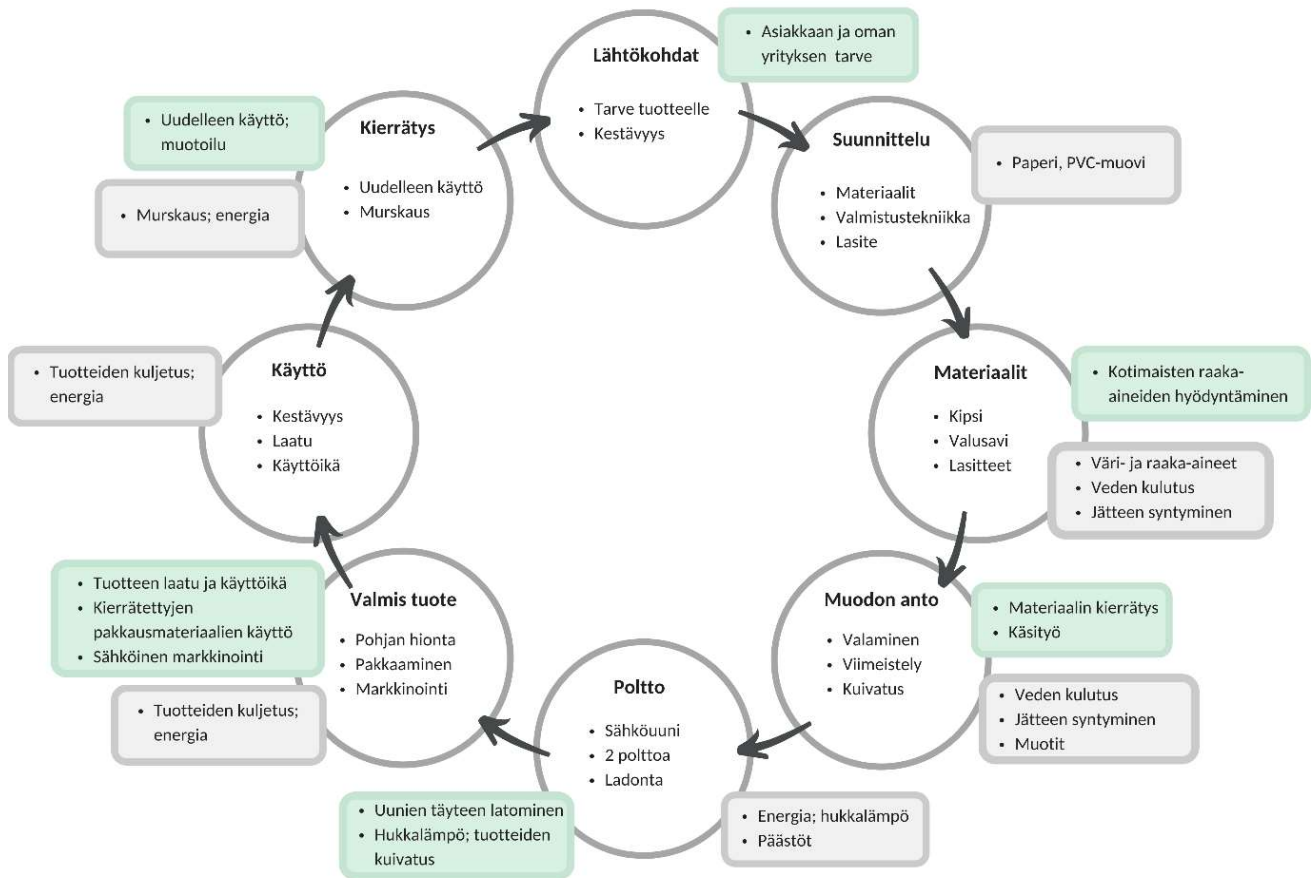 Lähtökohdat
• Tarve tuotteelle
• Kestävyys
• Asiakkaan ja oman
yrityksen tarve
Suunnittelu
• Materiaalit
• Valmistustekniikka
• Lasite
• Paperi, PVC-muovi
Materiaalit
• Kipsi
• Valusavi
• Lasitteet
• Kotimaisten raaka-
aineiden hyödyntäminen
• Väri- ja raaka-aineet
• Veden kulutus
• Jätteen syntyminen
Muodon anto
• Valaminen
• Viimeistely
• Kuivatus
• Materiaalin kierrätys
• Käsityö
• Veden kulutus
• Jätteen syntyminen
• Muotit
Poltto
• Sähköuuni
• 2 polttoa
• Ladonta
• Energia; hukkalämpö
• Päästöt
• Uunien täyteen latominen
• Hukkalämpö; tuotteiden
kuivatus
Valmis tuote
• Pohjan hionta
• Pakkaaminen
• Markkinointi
• Tuotteen laatu ja käyttöikä
• Kierrätettyjen
pakkausmateriaalien käyttö
• Sähköinen markkinointi
• Tuotteiden kuljetus;
energia
Käyttö
• Kestävyys
• Laatu
• Käyttöikä
• Tuotteiden kuljetus;
energia
Kierrätys
• Uudelleen käyttö
• Murskaus
• Uudelleen käyttö;
muotoilu
• Murskaus; energia